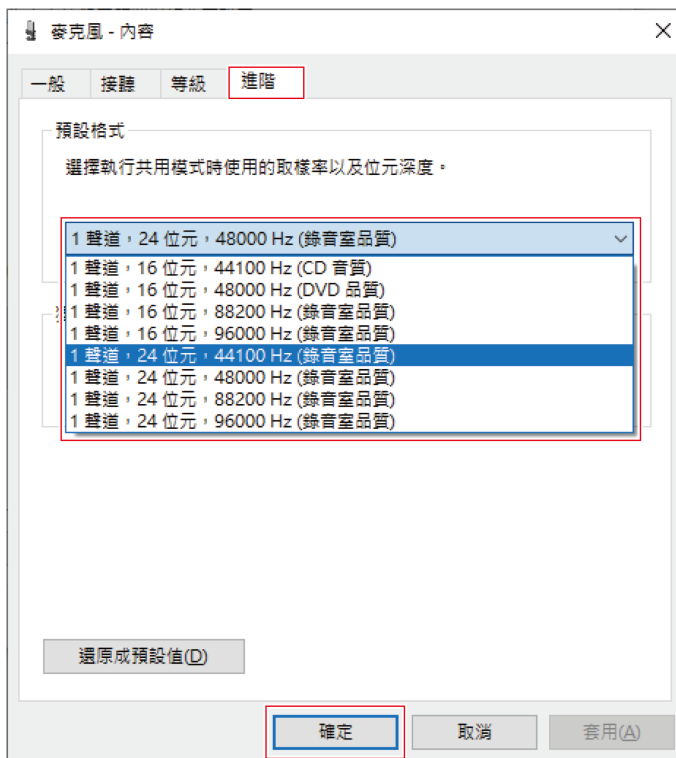 麥克風 - 內容
一般 接聽 等級 進階
預設格式
選擇執行共用模式時使用的取樣率以及位元深度。
1 聲道，24 位元，48000 Hz (錄音室品質)
1 聲道，16 位元，44100 Hz (CD 音質)
1 聲道，16 位元，48000 Hz (DVD 品質)
1 聲道，16 位元，88200 Hz (錄音室品質)
1 聲道，16 位元，96000 Hz (錄音室品質)
1 聲道，24 位元，44100 Hz (錄音室品質)
1 聲道，24 位元，48000 Hz (錄音室品質)
1 聲道，24 位元，88200 Hz (錄音室品質)
1 聲道，24 位元，96000 Hz (錄音室品質)
還原成預設值(D)
確定 取消 套用(A)